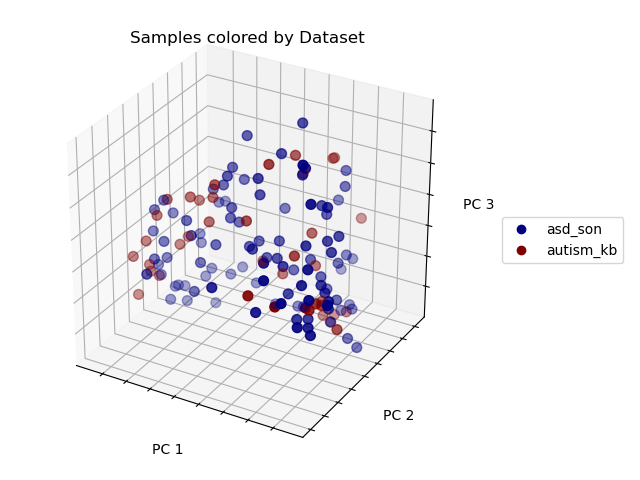 Samples colored by Dataset
PC 3
asd_son
autism_kb
PC 2
PC 1